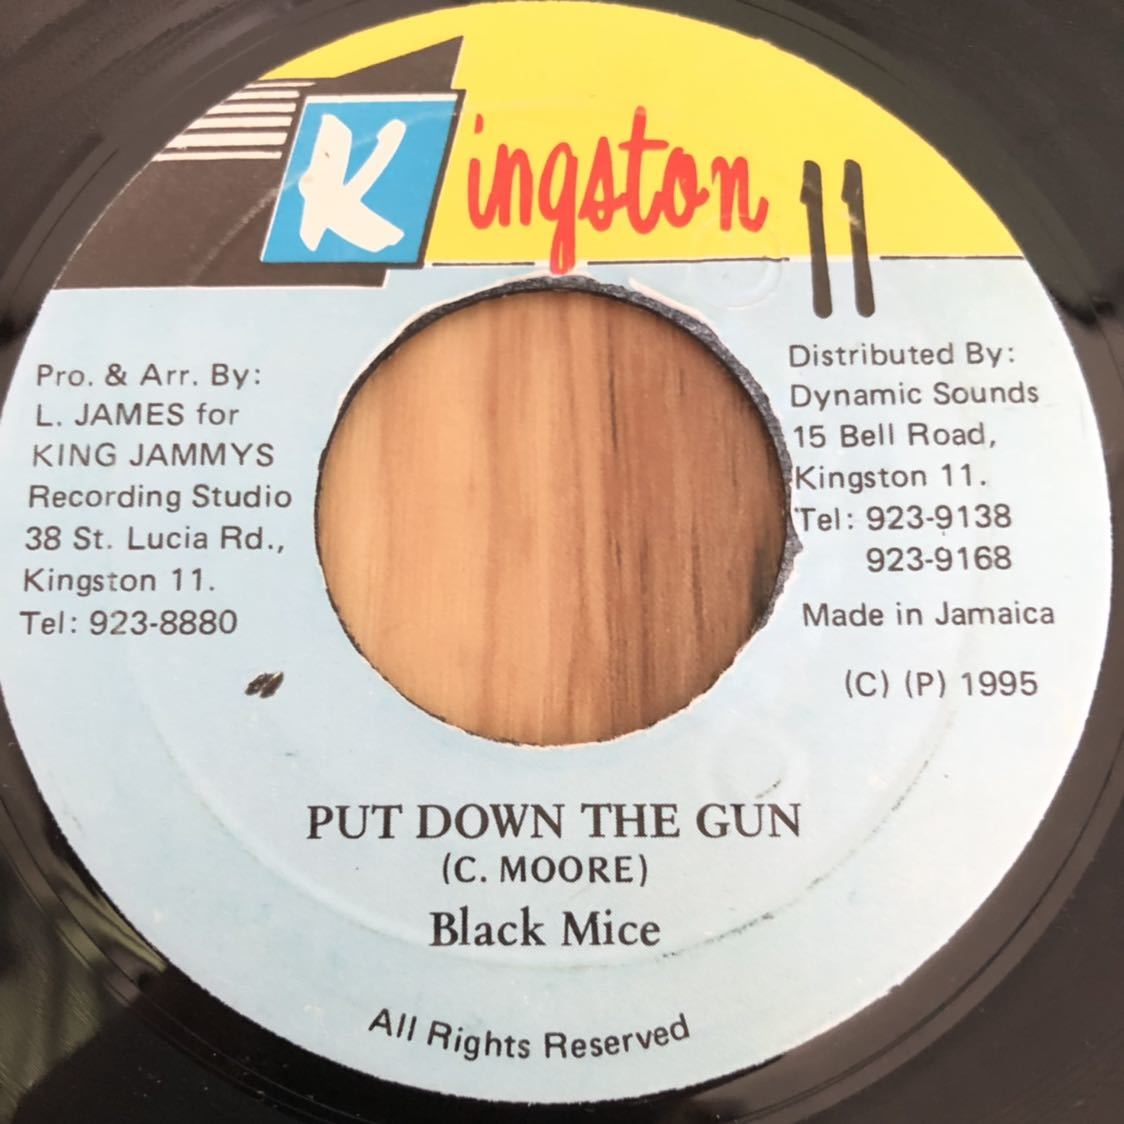 Kingston 11
Pro. & Arr. By:
L. JAMES for
KING JAMMYS
Recording Studio
38 St. Lucia Rd.,
Kingston 11.
Tel: 923-8880
Distributed By:
Dynamic Sounds
15 Bell Road,
Kingston 11.
Tel: 923-9138
923-9168
Made in Jamaica
(C) (P) 1995
PUT DOWN THE GUN
(C. MOORE)
Black Mice
All Rights Reserved